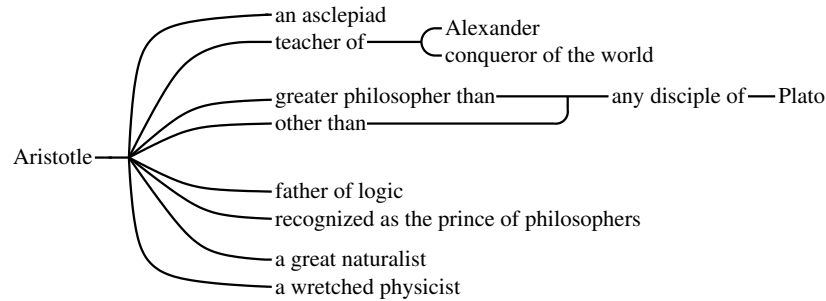 an asclepiad
teacher of
Alexander
conqueror of the world
greater philosopher than
any disciple of
Plato
other than
Aristotle
father of logic
recognized as the prince of philosophers
a great naturalist
a wretched physicist